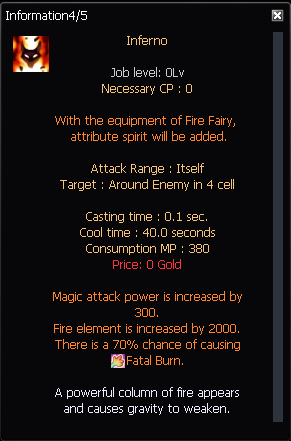 Information4/5
Inferno
Job level: 0Lv
Necessary CP : 0
With the equipment of Fire Fairy,
attribute spirit will be added.
Attack Range : Itself
Target : Around Enemy in 4 cell
Casting time : 0.1 sec.
Cool time : 40.0 seconds
Consumption MP : 380
Price: 0 Gold
Magic attack power is increased by
300.
Fire element is increased by 2000.
There is a 70% chance of causing
Fatal Burn.
A powerful column of fire appears
and causes gravity to weaken.